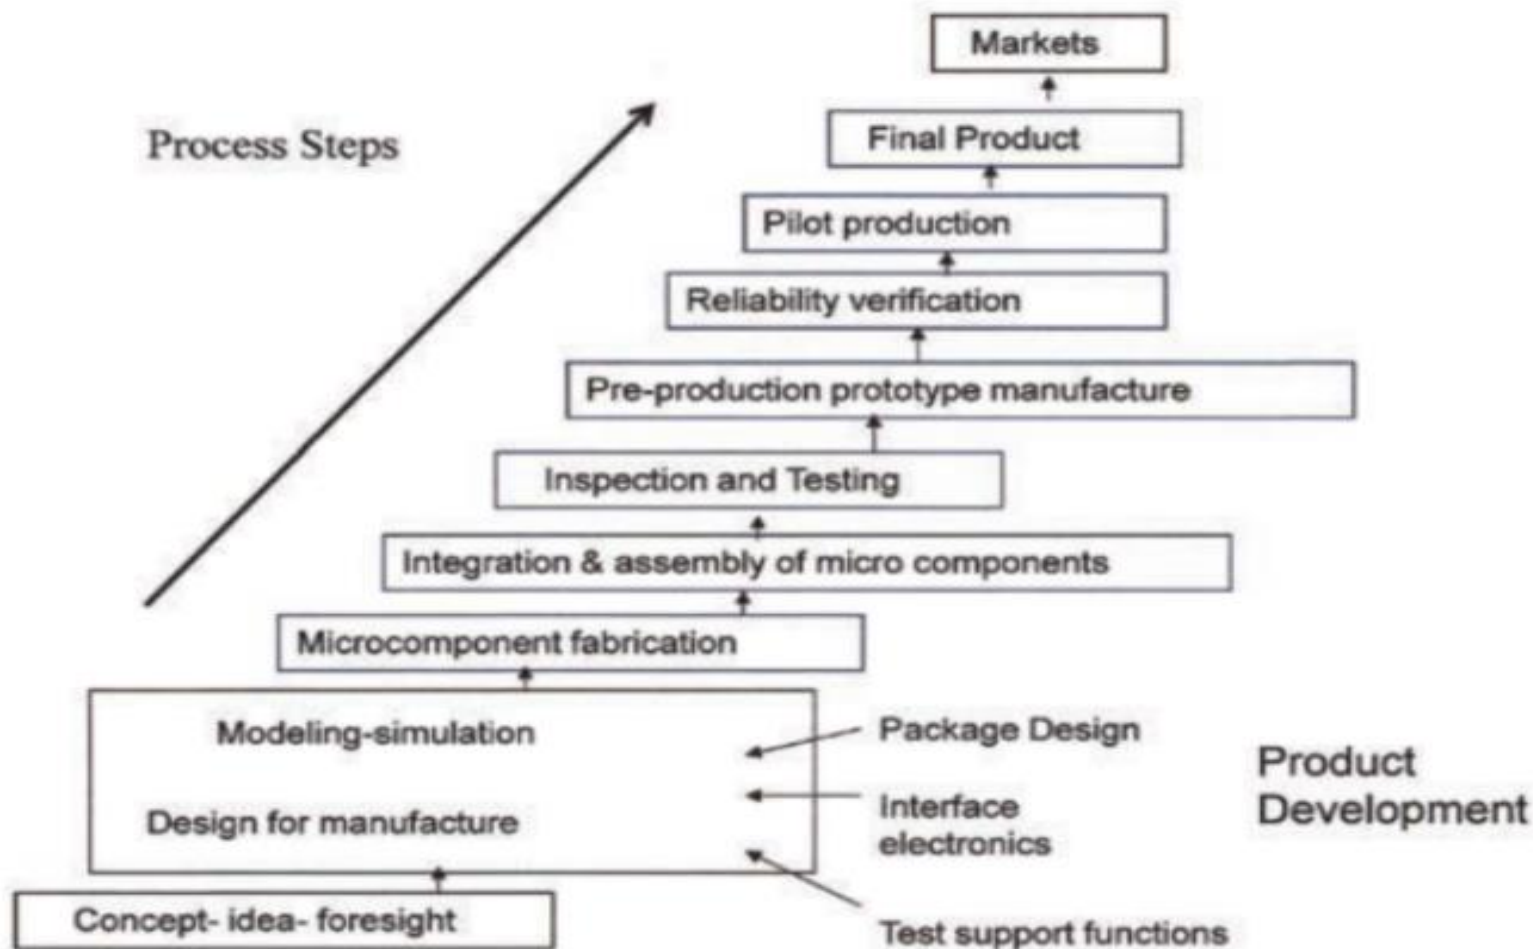 Markets
Process Steps
Final Product
Pilot production
Reliability verification
Pre-production prototype manufacture
Inspection and Testing
Integration & assembly of micro components
Microcomponent fabrication
Modeling-simulation
Package Design
Product
Development
Design for manufacture
Interface
electronics
Concept- idea- foresight
Test support functions